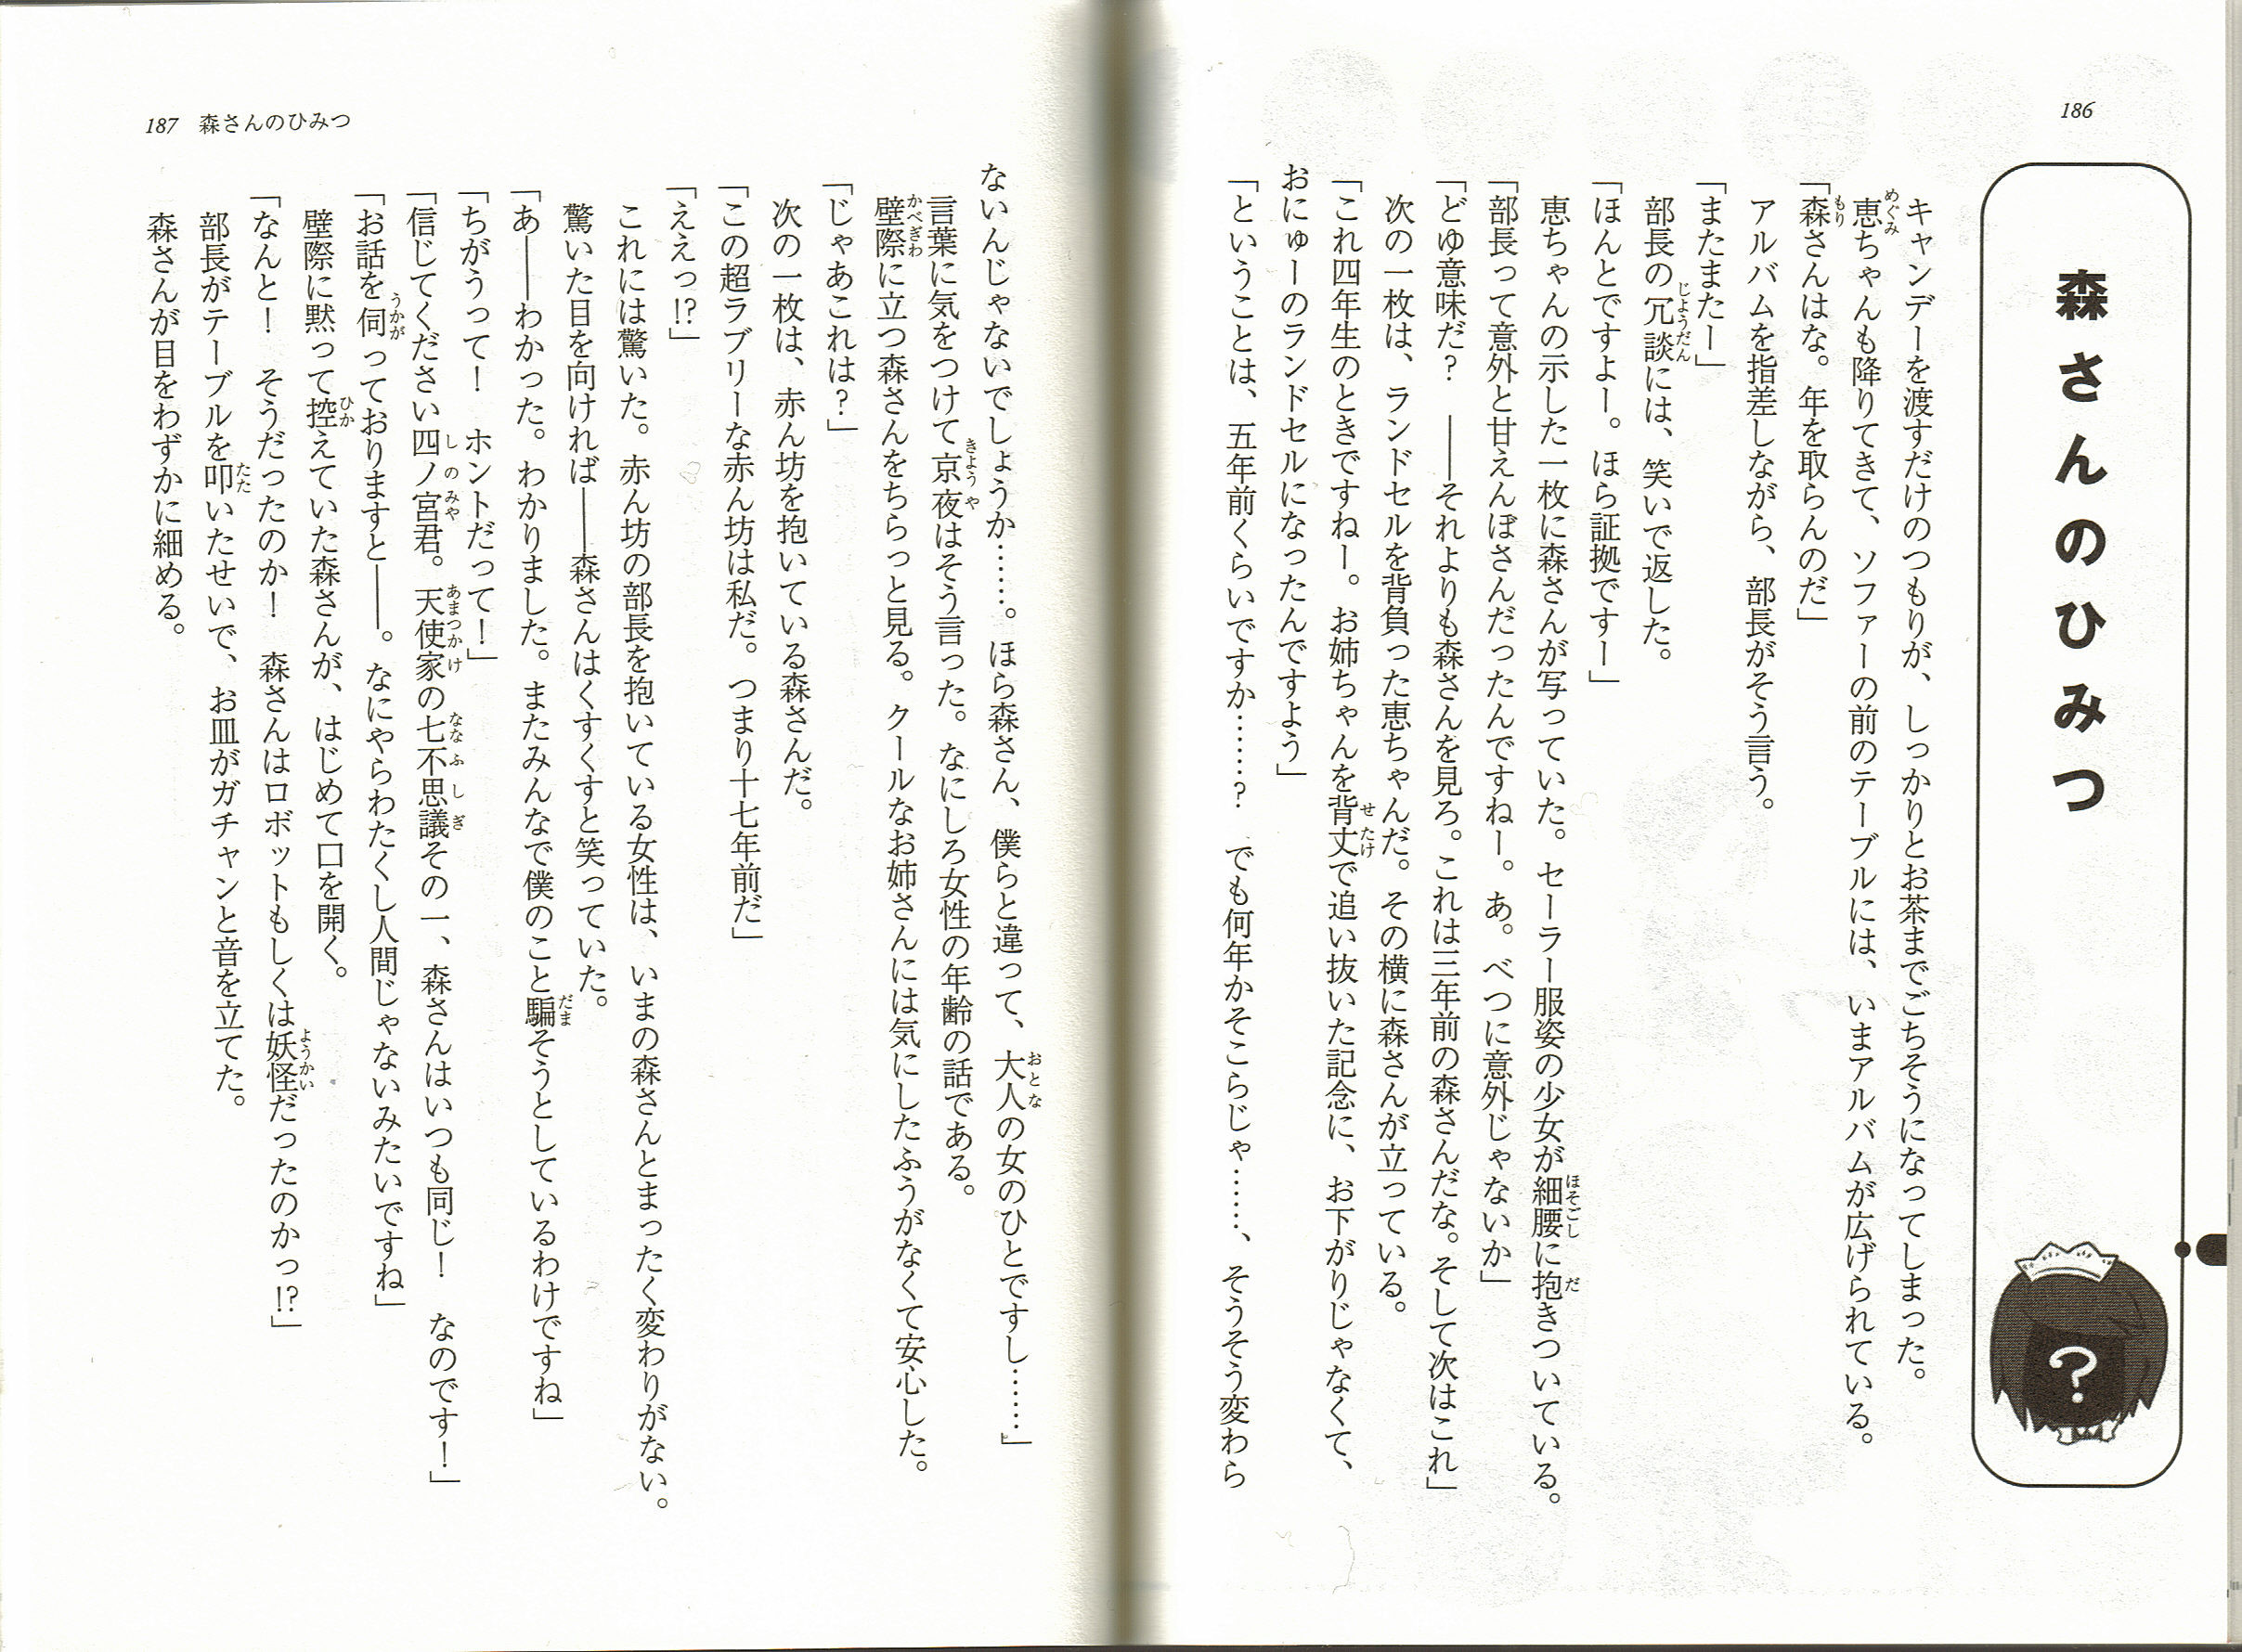 186
森さんのひみつ
?
キャンデーを渡すだけのつもりが、しっかりとお茶までごちそうになってしまった。
恵ちゃんも降りてきて、ソファーの前のテーブルには、いまアルバムが広げられている。
「森さんはな。年を取らんのだ」
アルバムを指差しながら、部長がそう言う。
「またまたー」
部長の冗談には、笑いで返した。
「ほんとですよー。ほら証拠ですー」
恵ちゃんの示した一枚に森さんが写っていた。セーラー服姿の少女が細腰に抱きついている。
「部長って意外と甘えんぼさんだったんですねー。あ。べつに意外じゃないか」
「どゆ意味だ? ――それよりも森さんを見ろ。これは三年前の森さんだな。そして次はこれ」
次の一枚は、ランドセルを背負った恵ちゃんだ。その横に森さんが立っている。
「これ四年生のときですねー。お姉ちゃんを背丈で追い抜いた記念に、お下がりじゃなくて、
おにゅーのランドセルになったんですよう」
「ということは、五年前くらいですか……? でも何年かそこらじゃ……、そうそう変わら
187 森さんのひみつ
ないんじゃないでしょうか……。ほら森さん、僕らと違って、大人の女のひとですし……」
言葉に気をつけて京夜はそう言った。なにしろ女性の年齢の話である。
壁際に立つ森さんをちらっと見る。クールなお姉さんには気にしたふうがなくて安心した。
「じゃあこれは?」
次の一枚は、赤ん坊を抱いている森さんだ。
「この超ラブリーな赤ん坊は私だ。つまり十七年前だ」
「ええっ!?」
これには驚いた。赤ん坊の部長を抱いている女性は、いまの森さんとまったく変わりがない。
驚いた目を向ければ――森さんはくすくすと笑っていた。
「あ――わかった。わかりました。またみんなで僕のこと騙そうとしているわけですね」
「ちがうって! ホントだって!」
「信じてください四ノ宮君。天使家の七不思議その一、森さんはいつも同じ! なのです!」
「お話を伺っておりますと――。なにやらわたくし人間じゃないみたいですね」
壁際に黙って控えていた森さんが、はじめて口を開く。
「なんと! そうだったのか! 森さんはロボットもしくは妖怪だったのかっ!?」
部長がテーブルを叩いたせいで、お皿がガチャンと音を立てた。
森さんが目をわずかに細める。